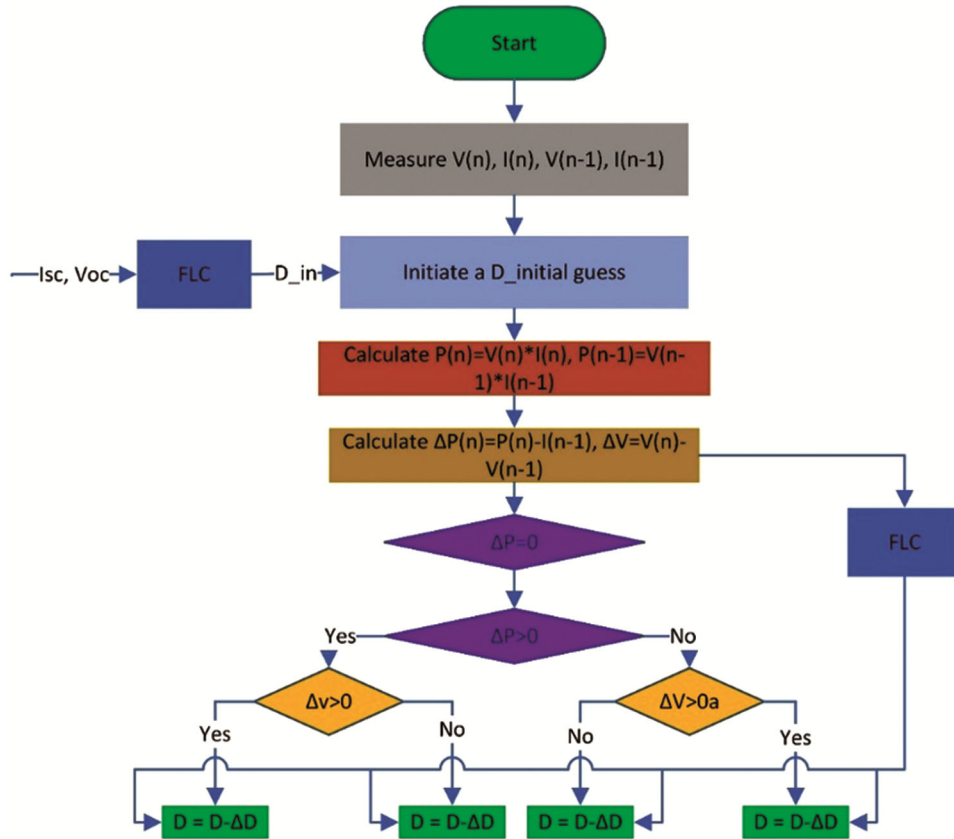 Start
Measure V(n), I(n), V(n-1), I(n-1)
Isc, Voc
FLC
D_in
Initiate a D_initial guess
Calculate P(n)=V(n)*I(n), P(n-1)=V(n-
1)*I(n-1)
Calculate ΔP(n)=P(n)-I(n-1), ΔV=V(n)-
V(n-1)
ΔP=0
FLC
Yes
ΔP>0
No
Δv>0
ΔV>0a
Yes
No
No
Yes
D = D-ΔD
D = D-ΔD
D = D-ΔD
D = D-ΔD